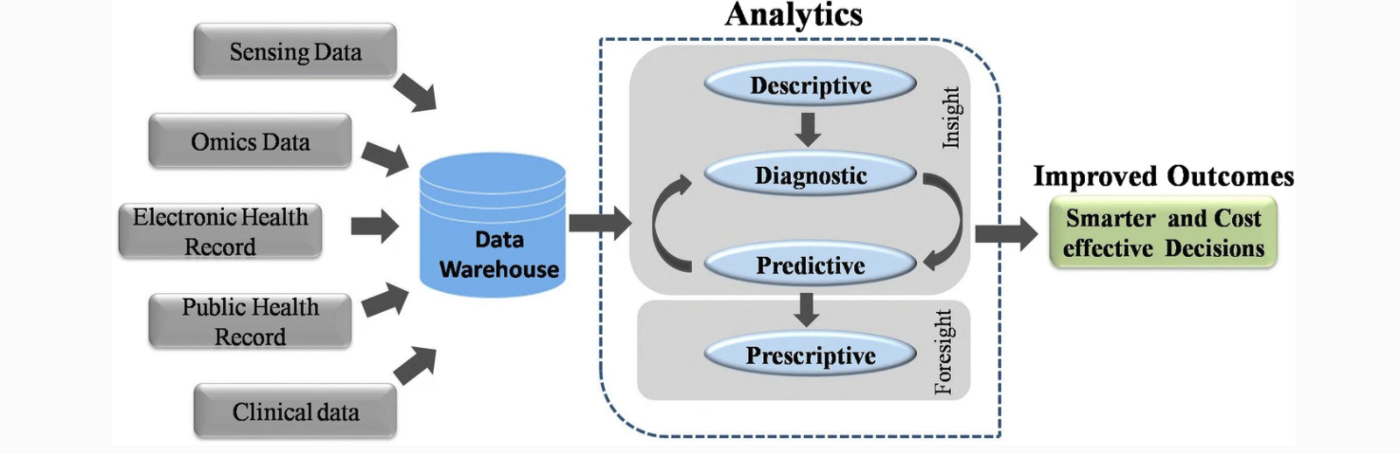 Sensing Data
Omics Data
Electronic Health
Record
Public Health
Record
Clinical data
Data
Warehouse
Analytics
Descriptive
Diagnostic
Predictive
Insight
Prescriptive
Foresight
Improved Outcomes
Smarter and Cost
effective Decisions